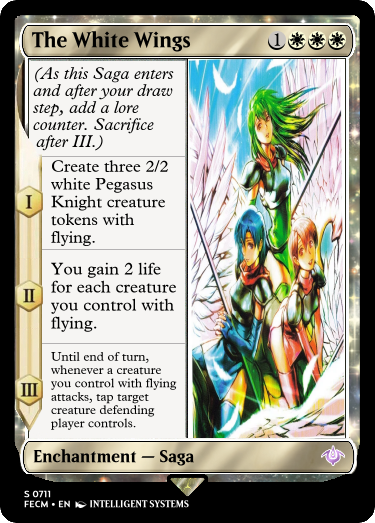 The White Wings 1
(As this Saga enters
and after your draw
step, add a lore
counter. Sacrifice
after III.)
I
Create three 2/2
white Pegasus
Knight creature
tokens with
flying.
II
You gain 2 life
for each creature
you control with
flying.
III
Until end of turn,
whenever a creature
you control with flying
attacks, tap target
creature defending
player controls.
Enchantment — Saga
S 0711
FECM • EN INTELLIGENT SYSTEMS